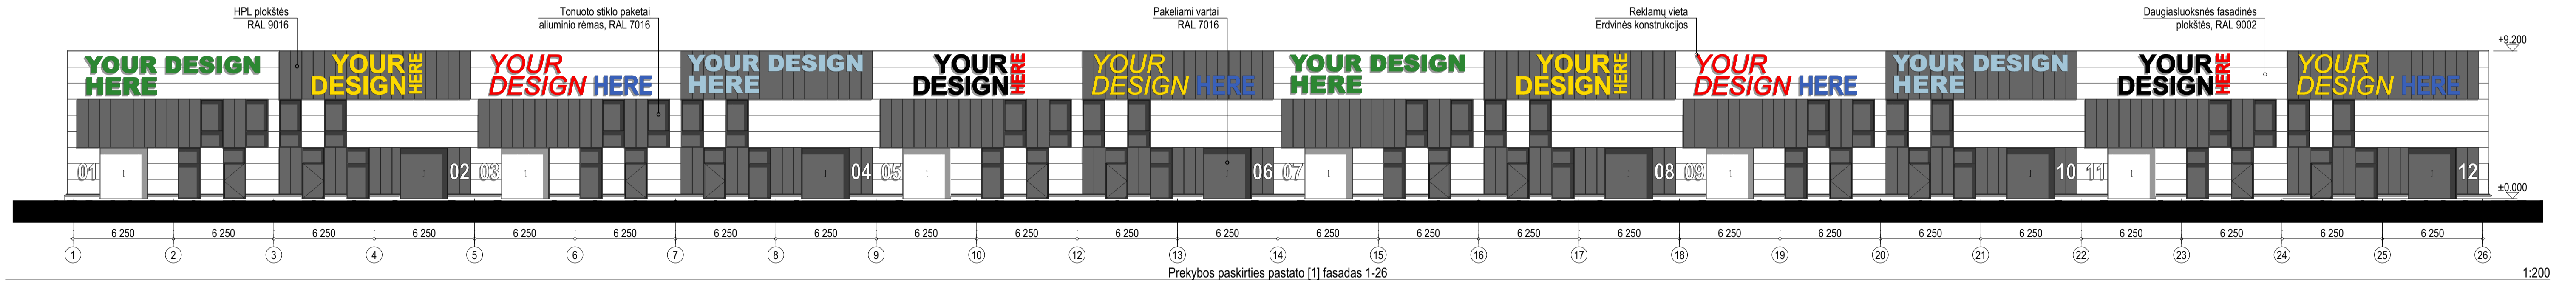 HPL plokštės
RAL 9016
Tonuoto stiklo paketai
aliuminio rėmas, RAL 7016
Pakeliami vartai
RAL 7016
Reklamų vieta
Erdvinės konstrukcijos
Daugiasluoksnės fasadinės
plokštės, RAL 9002
+9.200
YOUR DESIGN
HERE
YOUR
DESIGN HERE
YOUR
DESIGN HERE
YOUR DESIGN
HERE
YOUR
DESIGN HERE
YOUR
DESIGN HERE
YOUR DESIGN
HERE
YOUR
DESIGN HERE
YOUR
DESIGN HERE
YOUR DESIGN
HERE
YOUR
DESIGN HERE
YOUR
DESIGN HERE
01 02 03 04 05 06 07 08 09 10 11 12
±0.000
6 250 6 250 6 250 6 250 6 250 6 250 6 250 6 250 6 250 6 250 6 250 6 250 6 250 6 250 6 250 6 250 6 250 6 250 6 250 6 250 6 250 6 250 6 250 6 250
1 2 3 4 5 6 7 8 9 10 11 12 13 14 15 16 17 18 19 20 21 22 23 24 25 26
Prekybos paskirties pastato [1] fasadas 1-26
1:200